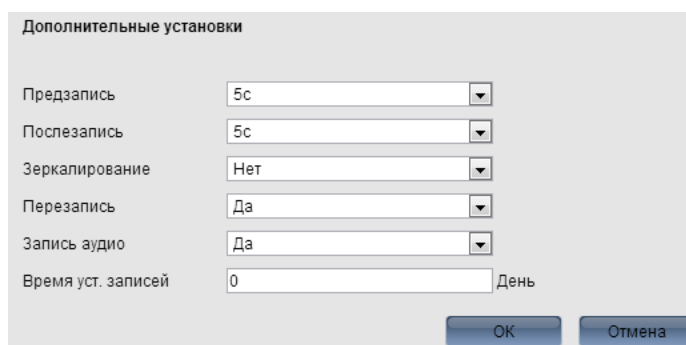 Дополнительные установки
Предзапись 5с
Послезапись 5с
Зеркалирование Нет
Перезапись Да
Запись аудио Да
Время уст. записей 0 День
OK Отмена